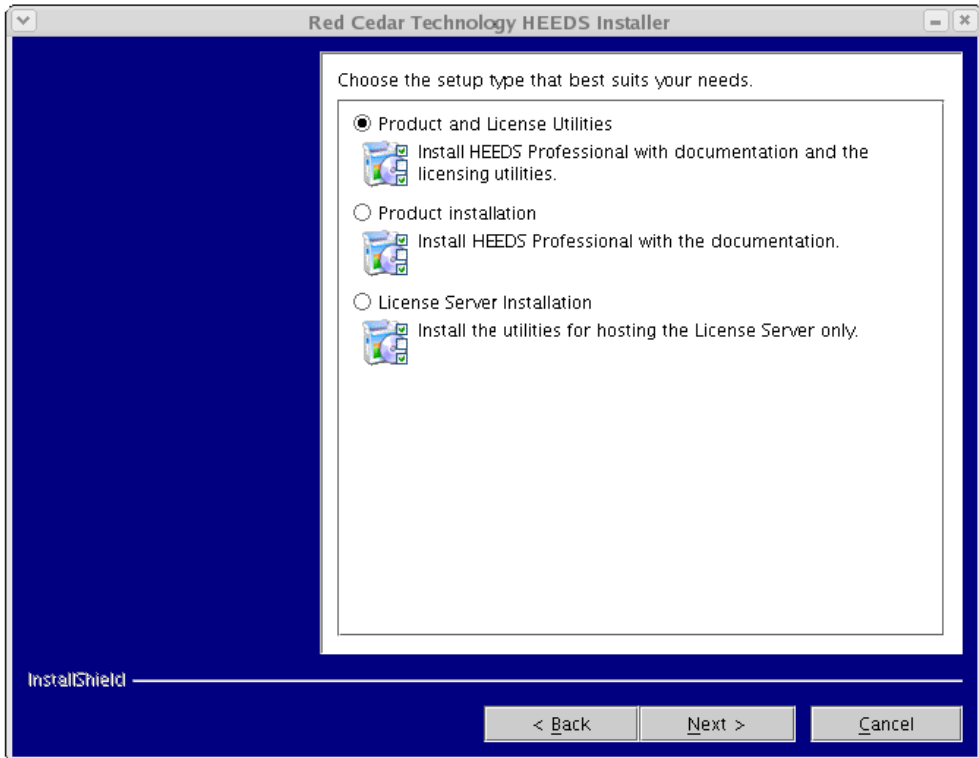 Red Cedar Technology HEEDS Installer
Choose the setup type that best suits your needs.
Product and License Utilities
Install HEEDS Professional with documentation and the
licensing utilities.
Product installation
Install HEEDS Professional with the documentation.
License Server Installation
Install the utilities for hosting the License Server only.
InstallShield
< Back
Next >
Cancel